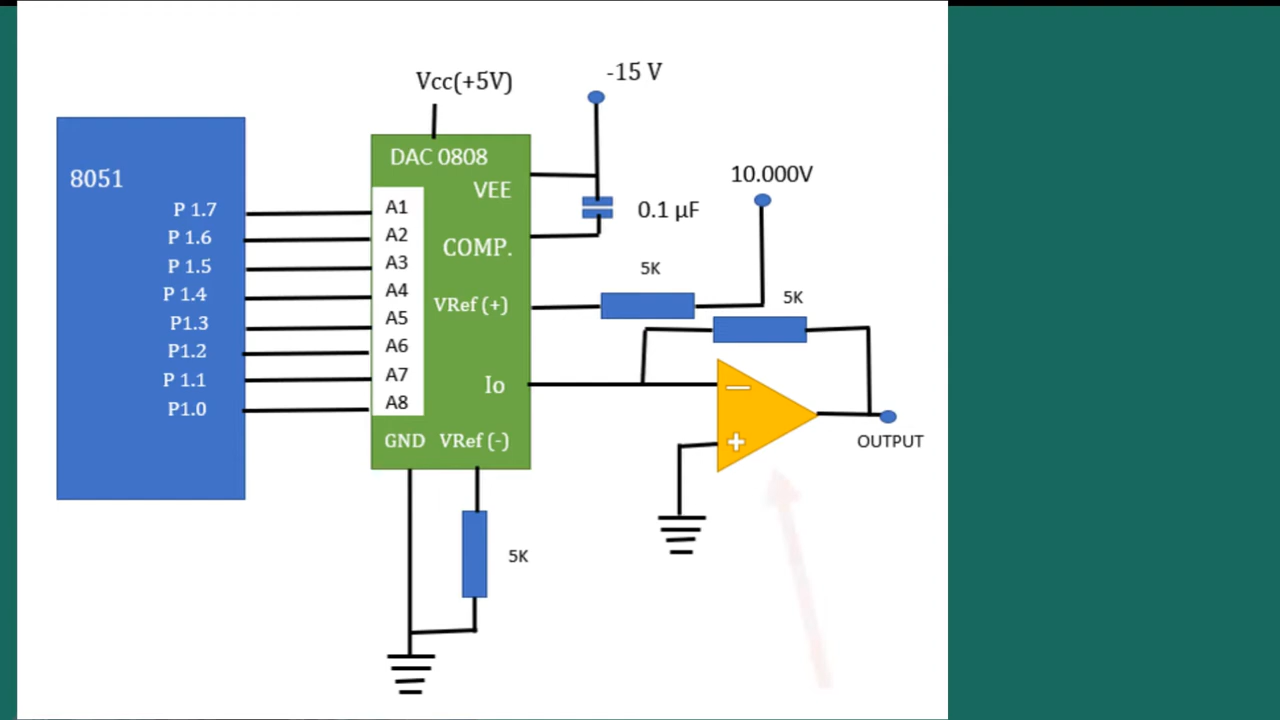 -15 V
Vcc(+5V)
8051
P 1.7
P 1.6
P 1.5
P 1.4
P1.3
P1.2
P 1.1
P1.0
DAC 0808
VEE
A1
A2
A3
A4
A5
A6
A7
A8
COMP.
VRef (+)
Io
GND VRef (-)
0.1 µF
10.000V
5K
5K
−
+
OUTPUT
5K